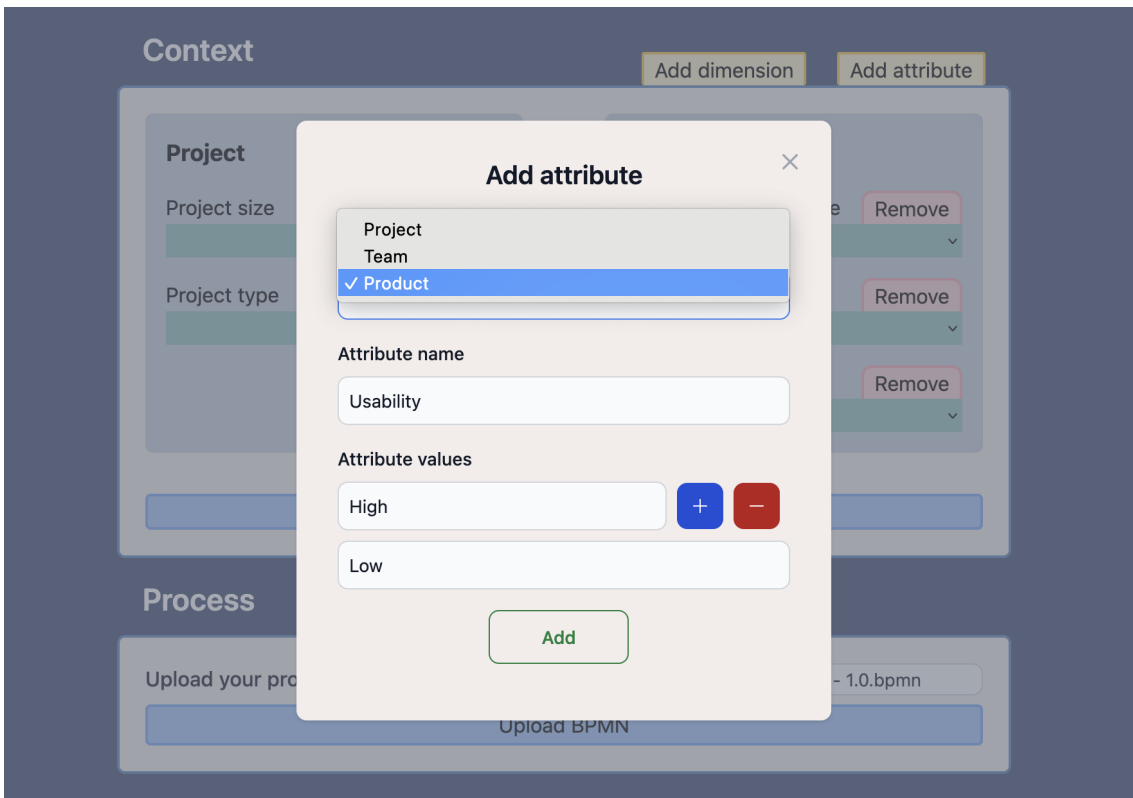 Context
Add dimension
Add attribute
Project
Project size
Remove
Project type
Remove
Remove
Add attribute
Project
Team
✓ Product
Attribute name
Usability
Attribute values
High
+
−
Low
Add
Process
Upload your pro
- 1.0.bpmn
Upload BPMN